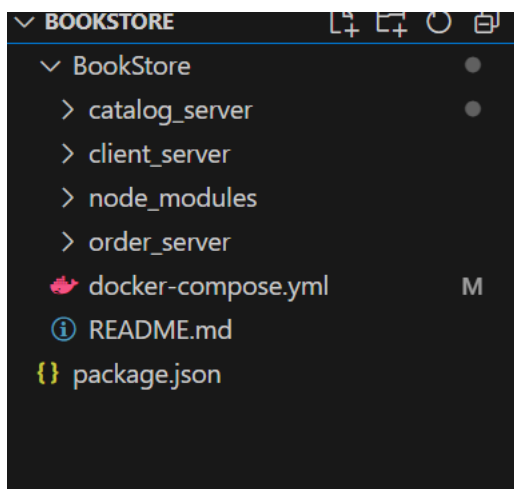 BOOKSTORE
BookStore
catalog_server
client_server
node_modules
order_server
docker-compose.yml M
README.md
{} package.json